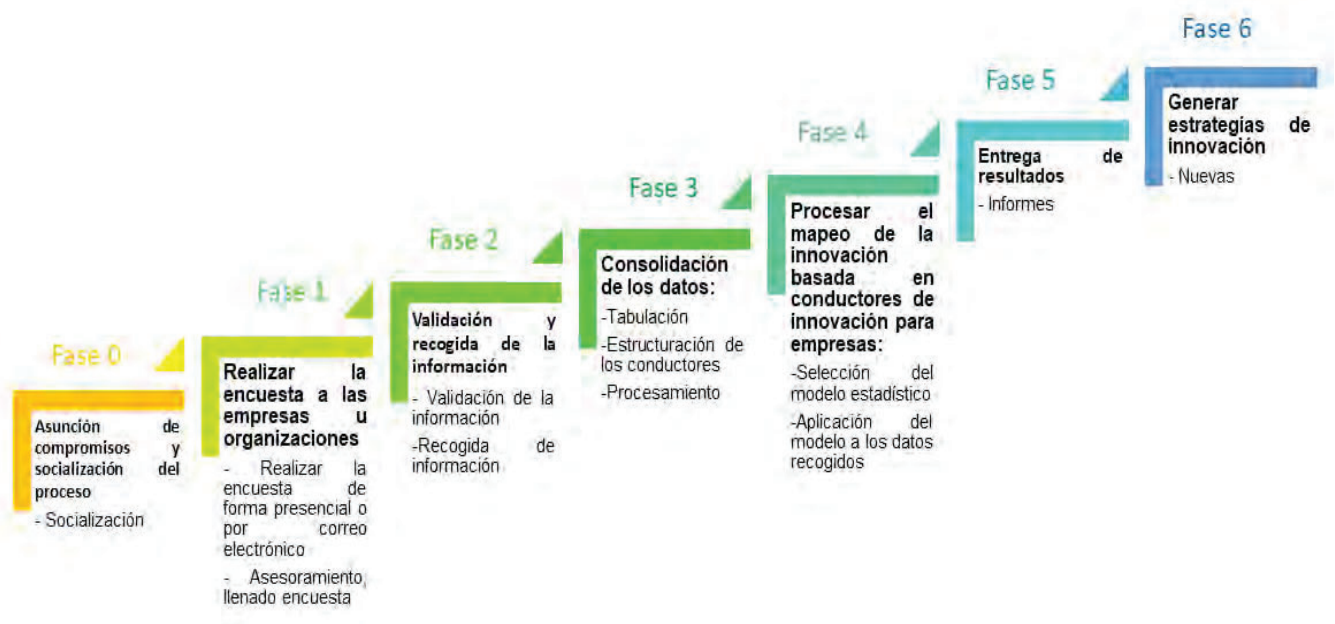 Fase 0
Asunción de
compromisos y
socialización del
proceso
- Socialización
Fase 1
Realizar la
encuesta a las
empresas u
organizaciones
- Realizar la
encuesta de
forma presencial o
por correo
electrónico
- Asesoramiento,
llenado encuesta
Fase 2
Validación y
recogida de la
información
- Validación de la
información
-Recogida de
información
Fase 3
Consolidación
de los datos:
-Tabulación
-Estructuración de
los conductores
-Procesamiento
Fase 4
Procesar el
mapeo de la
innovación
basada en
conductores de
innovación para
empresas:
-Selección del
modelo estadístico
-Aplicación del
modelo a los datos
recogidos
Fase 5
Entrega de
resultados
- Informes
Fase 6
Generar
estrategias de
innovación
- Nuevas